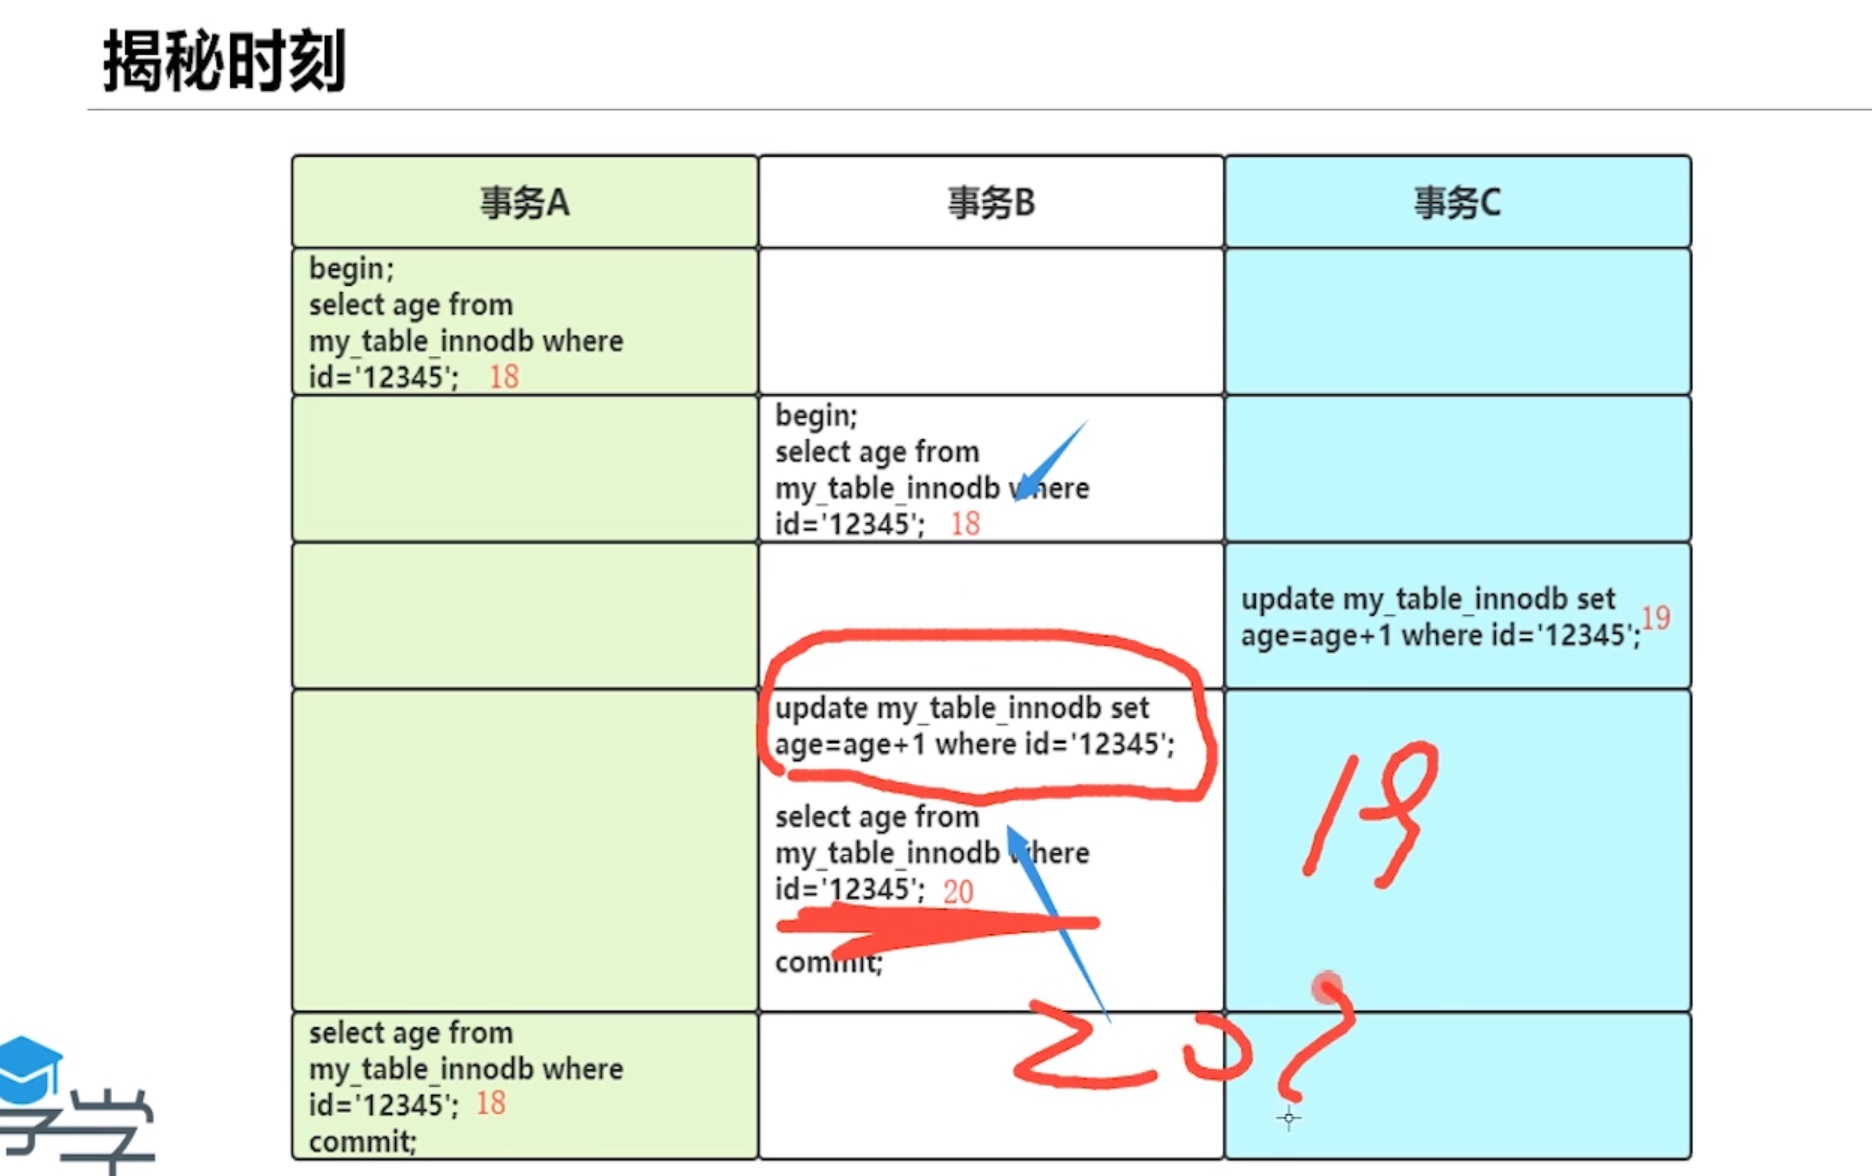 揭秘时刻
事务A
事务B
事务C
begin;
select age from
my_table_innodb where
id='12345'; 18
begin;
select age from
my_table_innodb where
id='12345'; 18
update my_table_innodb set
age=age+1 where id='12345'; 19
update my_table_innodb set
age=age+1 where id='12345';
select age from
my_table_innodb where
id='12345'; 20
commit;
19
select age from
my_table_innodb where
id='12345'; 18
commit;
20?